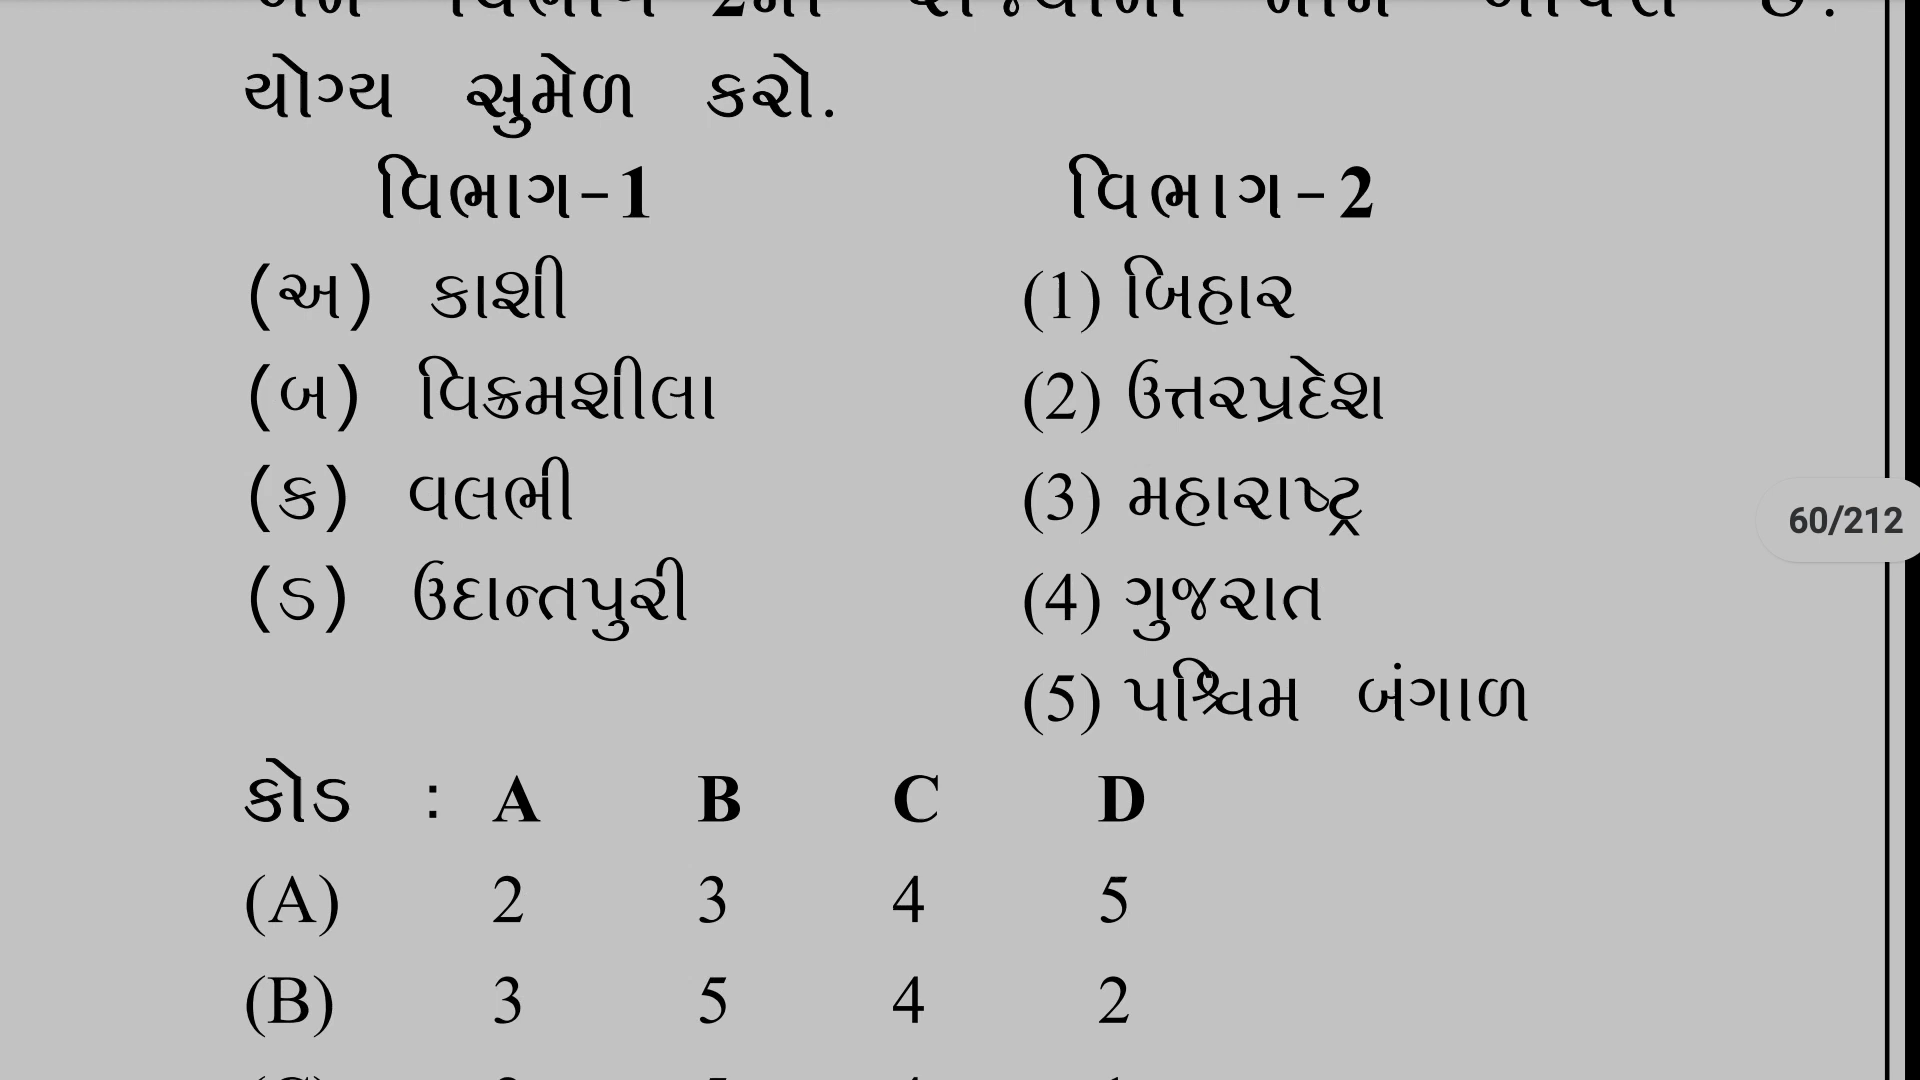 યોગ્ય સુમેળ કરો.
વિભાગ-1 વિભાગ-2
(અ) કાશી (1) બિહાર
(બ) વિક્રમશીલા (2) ઉત્તરપ્રદેશ
(ક) વલભી (3) મહારાષ્ટ્ર
(ડ) ઉદાન્તપુરી (4) ગુજરાત
60/212
(5) પશ્ચિમ બંગાળ
કોડ : A B C D
(A) 2 3 4 5
(B) 3 5 4 2